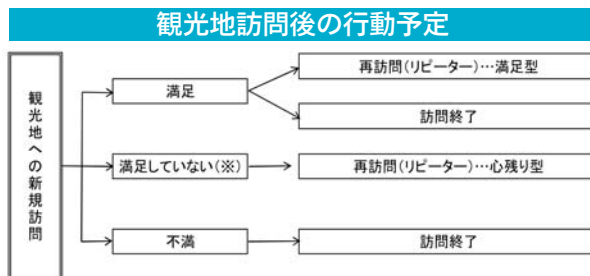 観光地訪問後の行動予定
観光地への新規訪問
満足
再訪問(リピーター)…満足型
訪問終了
満足していない(※)
再訪問(リピーター)…心残り型
不満
訪問終了